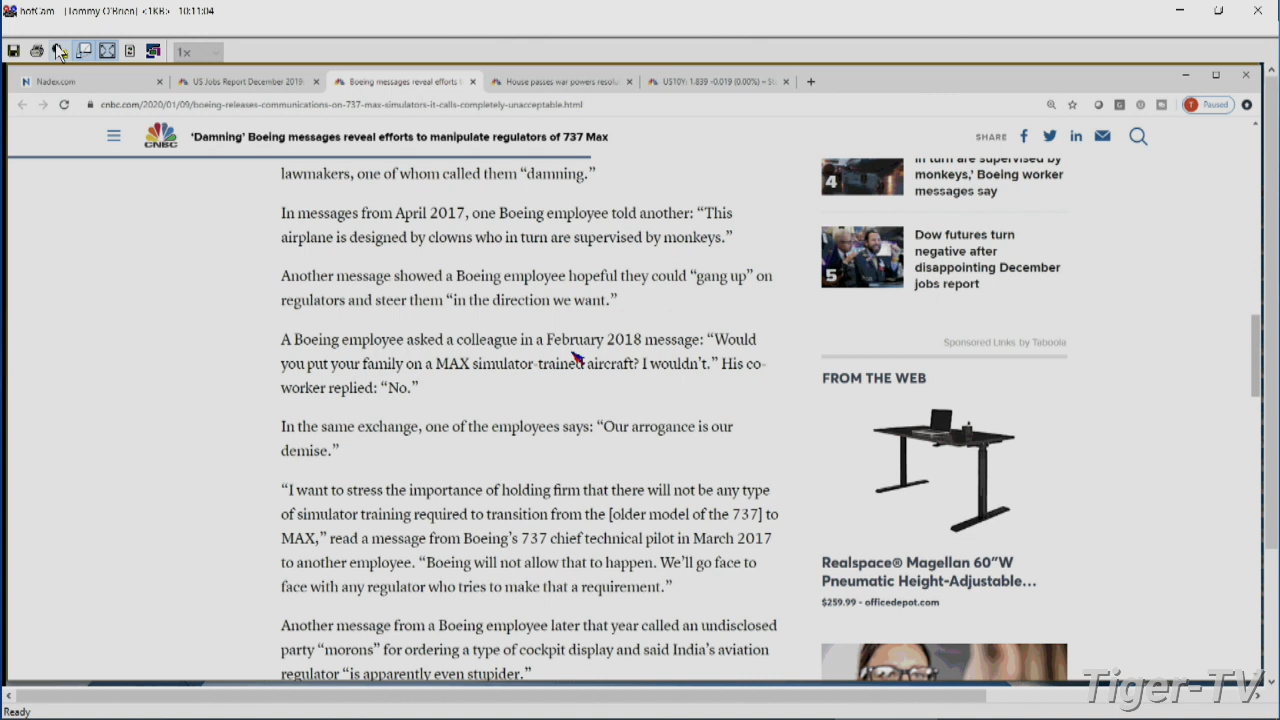 hotCam - [Tommy O'Brien] <1KB> - 10:11:04
1x
Nadex.com
US Jobs Report December 2019:
Boeing messages reveal efforts t
House passes war powers resolu
US10Y: 1.839 -0.019 (0.00%) – St
cnbc.com/2020/01/09/boeing-releases-communications-on-737-max-simulators-it-calls-completely-unacceptable.html
T Paused
CNBC
‘Damning’ Boeing messages reveal efforts to manipulate regulators of 737 Max
SHARE
lawmakers, one of whom called them “damning.”
In messages from April 2017, one Boeing employee told another: “This
airplane is designed by clowns who in turn are supervised by monkeys.”
Another message showed a Boeing employee hopeful they could “gang up” on
regulators and steer them “in the direction we want.”
A Boeing employee asked a colleague in a February 2018 message: “Would
you put your family on a MAX simulator-trained aircraft? I wouldn’t.” His co-
worker replied: “No.”
In the same exchange, one of the employees says: “Our arrogance is our
demise.”
“I want to stress the importance of holding firm that there will not be any type
of simulator training required to transition from the [older model of the 737] to
MAX,” read a message from Boeing’s 737 chief technical pilot in March 2017
to another employee. “Boeing will not allow that to happen. We’ll go face to
face with any regulator who tries to make that a requirement.”
Another message from a Boeing employee later that year called an undisclosed
party “morons” for ordering a type of cockpit display and said India’s aviation
regulator “is apparently even stupider.”
4
in turn are supervised by
monkeys,’ Boeing worker
messages say
5
Dow futures turn
negative after
disappointing December
jobs report
Sponsored Links by Taboola
FROM THE WEB
Realspace® Magellan 60”W
Pneumatic Height-Adjustable...
$259.99 - officedepot.com
Tiger-TV
Ready